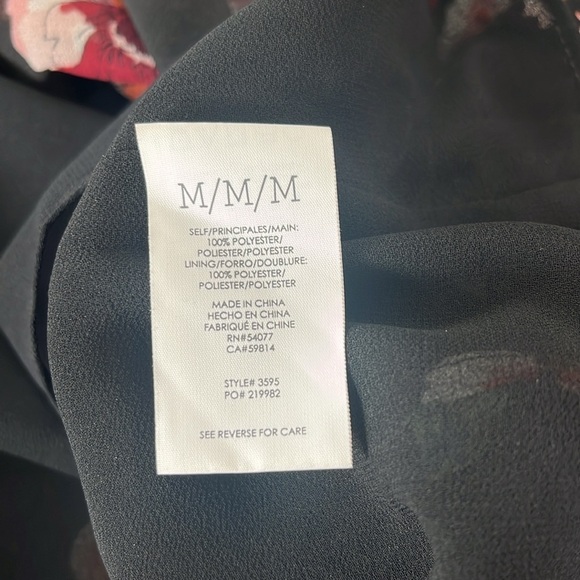 M/M/M
SELF/PRINCIPALES/MAIN:
100% POLYESTER/
POLIESTER/POLYESTER
LINING/FORRO/DOUBLURE:
100% POLYESTER/
POLIESTER/POLYESTER
MADE IN CHINA
HECHO EN CHINA
FABRIQUÉ EN CHINE
RN#54077
CA#59814
STYLE# 3595
PO# 219982
SEE REVERSE FOR CARE